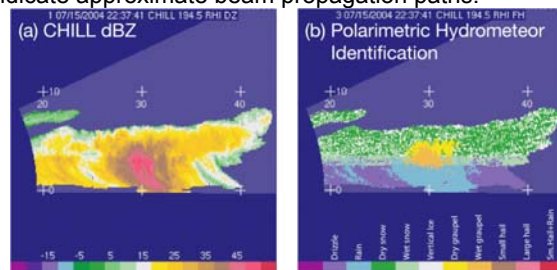 dicate approximate beam propagation paths.
1 07/15/2004 22:37:41 CHILL 194.5 RHI DZ
(a) CHILL dBZ
+10
20
30
40
+0
-15 -5 5 15 25 35 45
3 07/15/2004 22:37:41 CHILL 194.5 RHI FH
(b) Polarimetric Hydrometeor
Identification
+10
20
30
40
+0
Drizzle
Rain
Dry snow
Wet snow
Vertical Ice
Dry graupel
Wet graupel
Small hail
Large hail
Sm. Hail+Rain